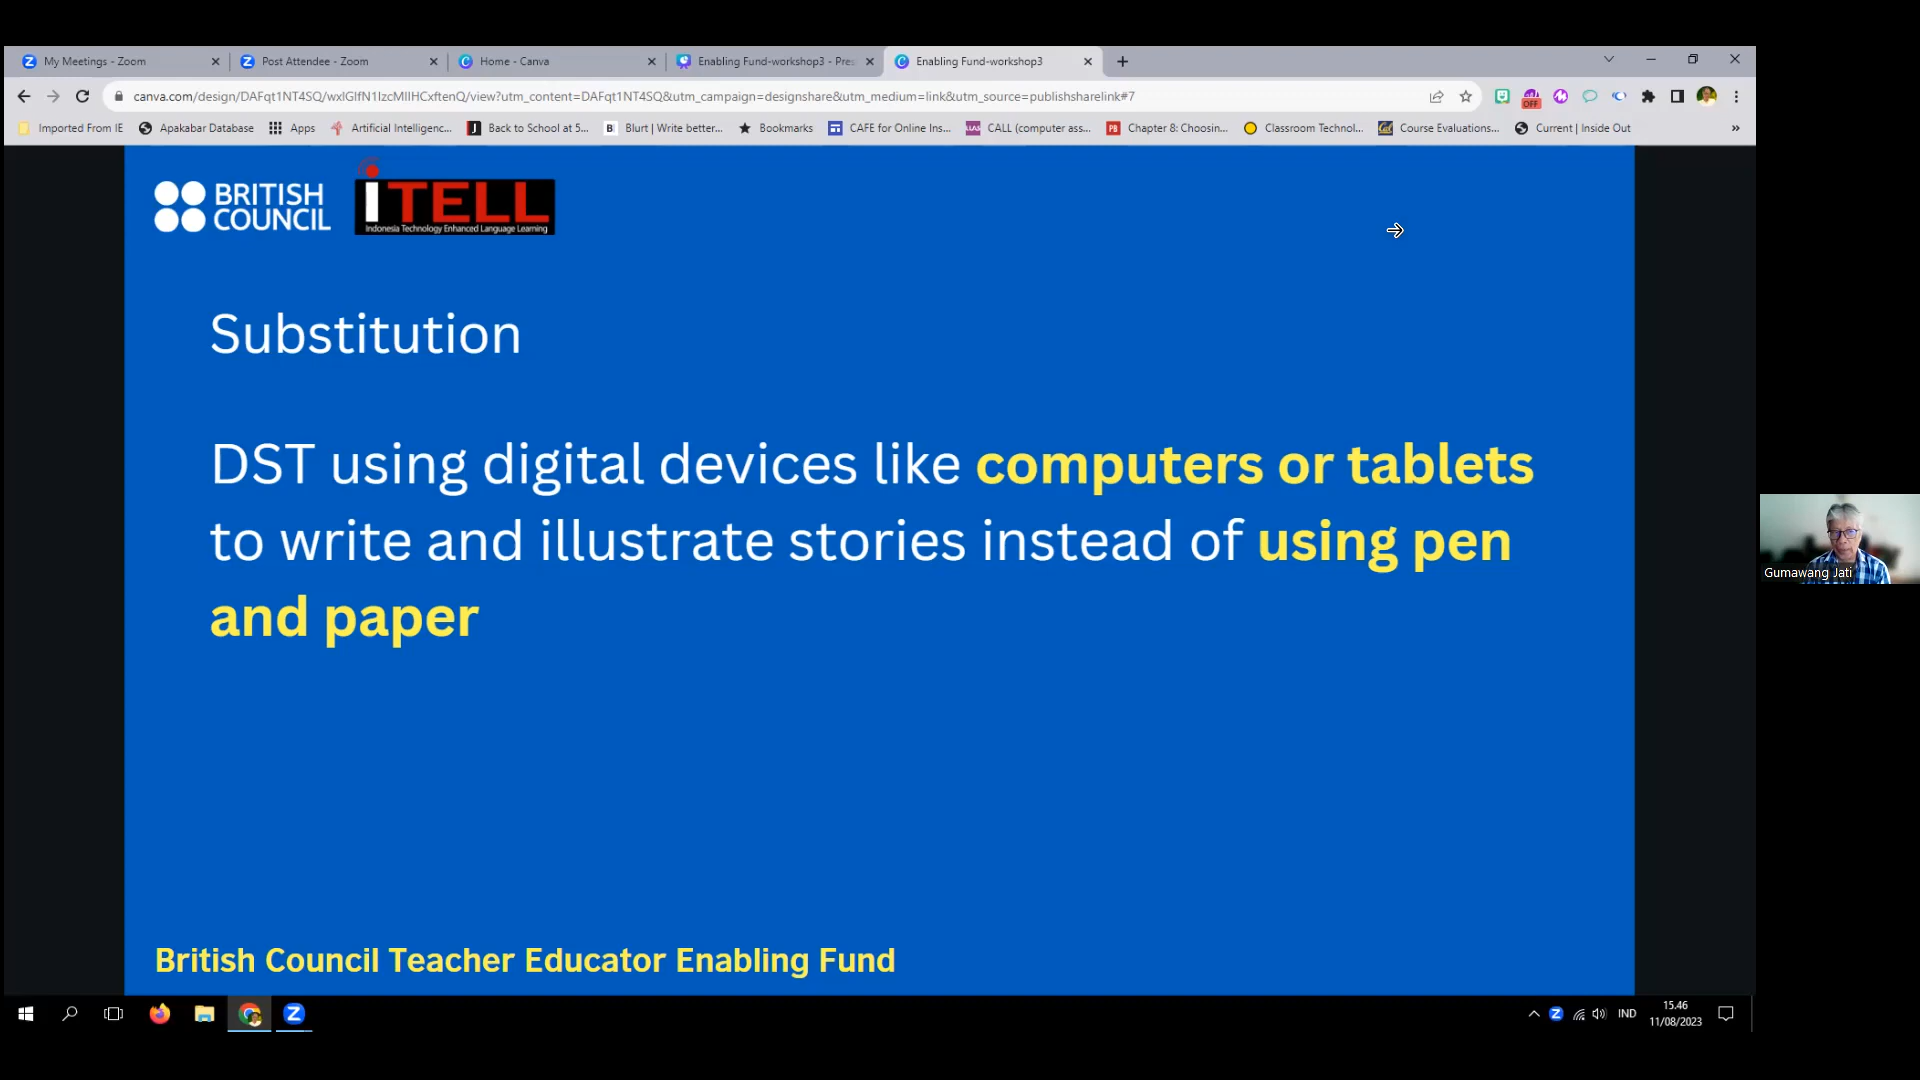 My Meetings - Zoom
Post Attendee - Zoom
Home - Canva
Enabling Fund-workshop3 - Pres
Enabling Fund-workshop3
canva.com/design/DAFqt1NT4SQ/wxlGlfN1IzcMlIHCxftenQ/view?utm_content=DAFqt1NT4SQ&utm_campaign=designshare&utm_medium=link&utm_source=publishsharelink#7
OFF
Imported From IE
Apakabar Database
Apps
Artificial Intelligenc...
Back to School at 5...
Blurt | Write better...
Bookmarks
CAFE for Online Ins...
CALL (computer ass...
Chapter 8: Choosin...
Classroom Technol...
Course Evaluations...
Current | Inside Out
BRITISH
COUNCIL
iTELL
Indonesia Technology Enhanced Language Learning
Substitution
DST using digital devices like computers or tablets
to write and illustrate stories instead of using pen
and paper
British Council Teacher Educator Enabling Fund
Gumawang Jati
IND
15.46
11/08/2023